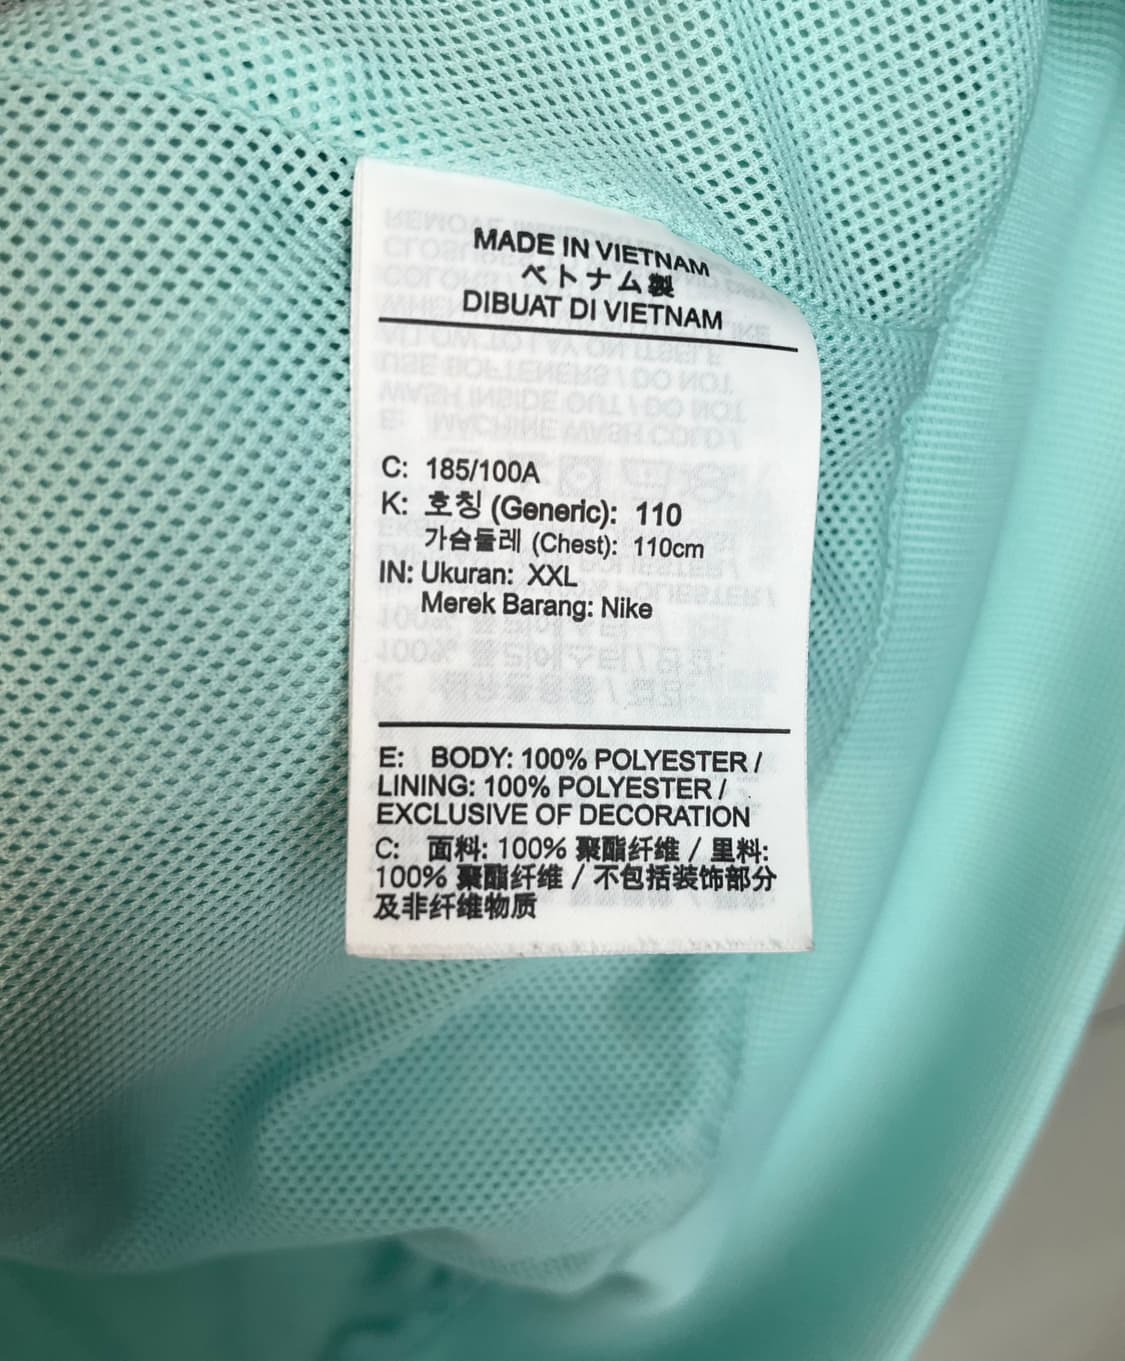 MADE IN VIETNAM
ベトナム製
DIBUAT DI VIETNAM
C: 185/100A
K: 호칭 (Generic): 110
가슴둘레 (Chest): 110cm
IN: Ukuran: XXL
Merek Barang: Nike
E: BODY: 100% POLYESTER /
LINING: 100% POLYESTER /
EXCLUSIVE OF DECORATION
C: 面料: 100% 聚酯纤维 / 里料:
100% 聚酯纤维 / 不包括装饰部分
及非纤维物质